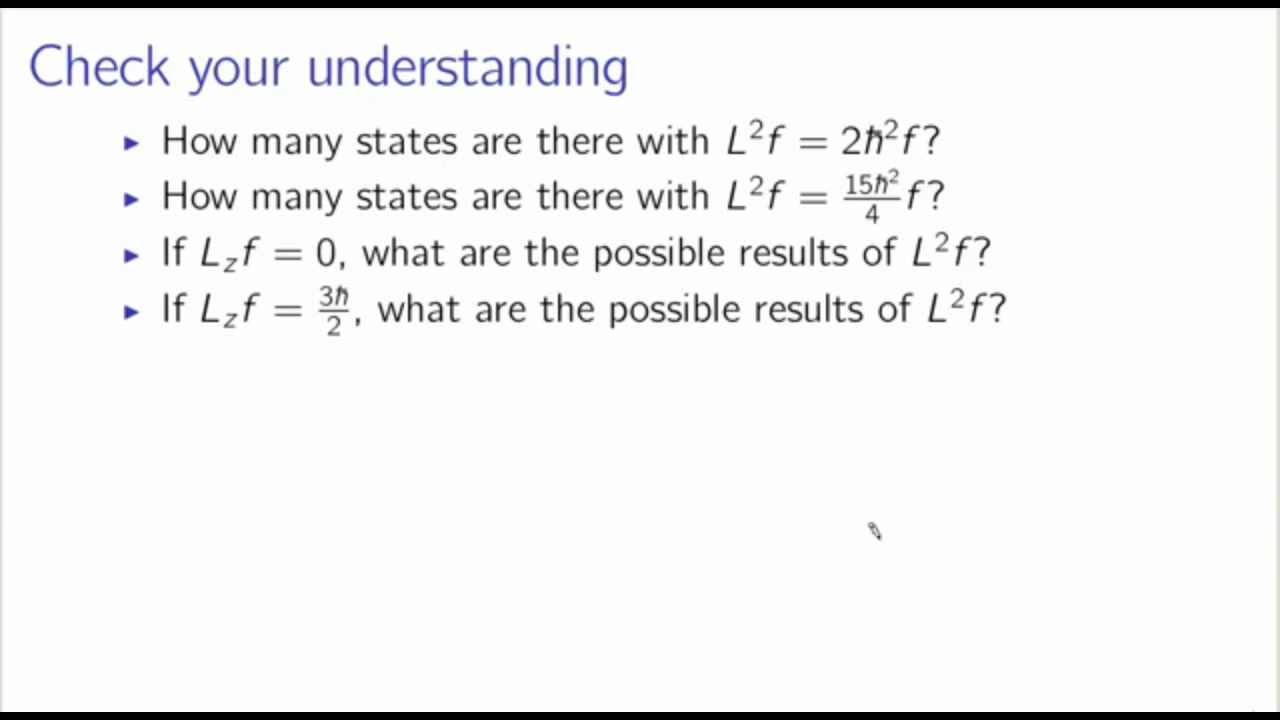 Check your understanding
▶ How many states are there with L²f = 2ħ²f?
▶ How many states are there with L²f = 15ħ²/4 f?
▶ If L_z f = 0, what are the possible results of L²f?
▶ If L_z f = 3ħ/2, what are the possible results of L²f?